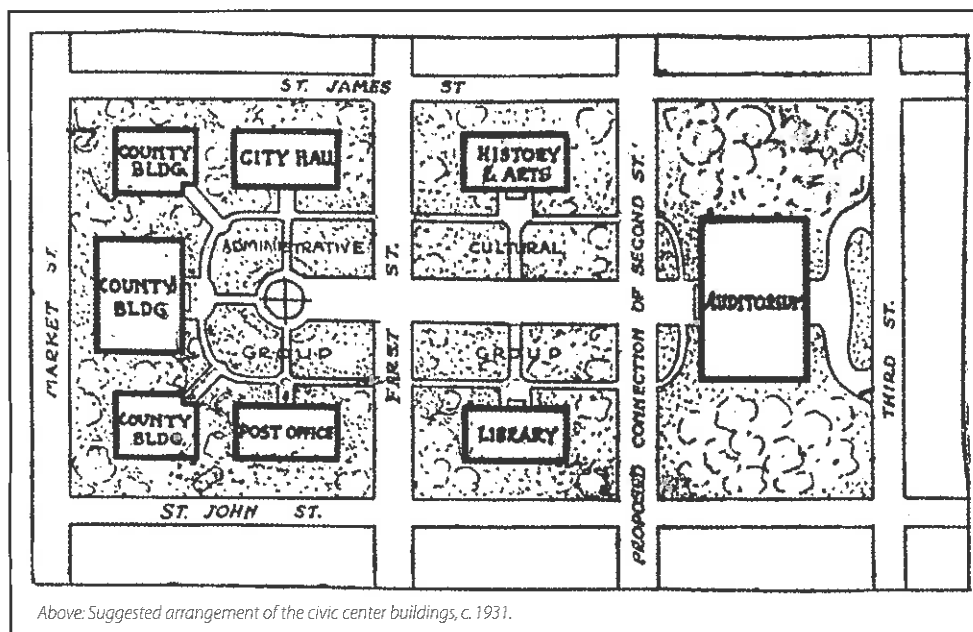 ST. JAMES ST
COUNTY
BLDG.
CITY HALL
HISTORY
& ARTS
ADMINISTRATIVE
CULTURAL
COUNTY
BLDG.
AUDITORIUM
GROUP
GROUP
COUNTY
BLDG.
POST OFFICE
LIBRARY
ST. JOHN ST.
MARKET ST.
FIRST ST.
PROPOSED CONNECTION OF SECOND ST.
THIRD ST.
Above: Suggested arrangement of the civic center buildings, c. 1931.